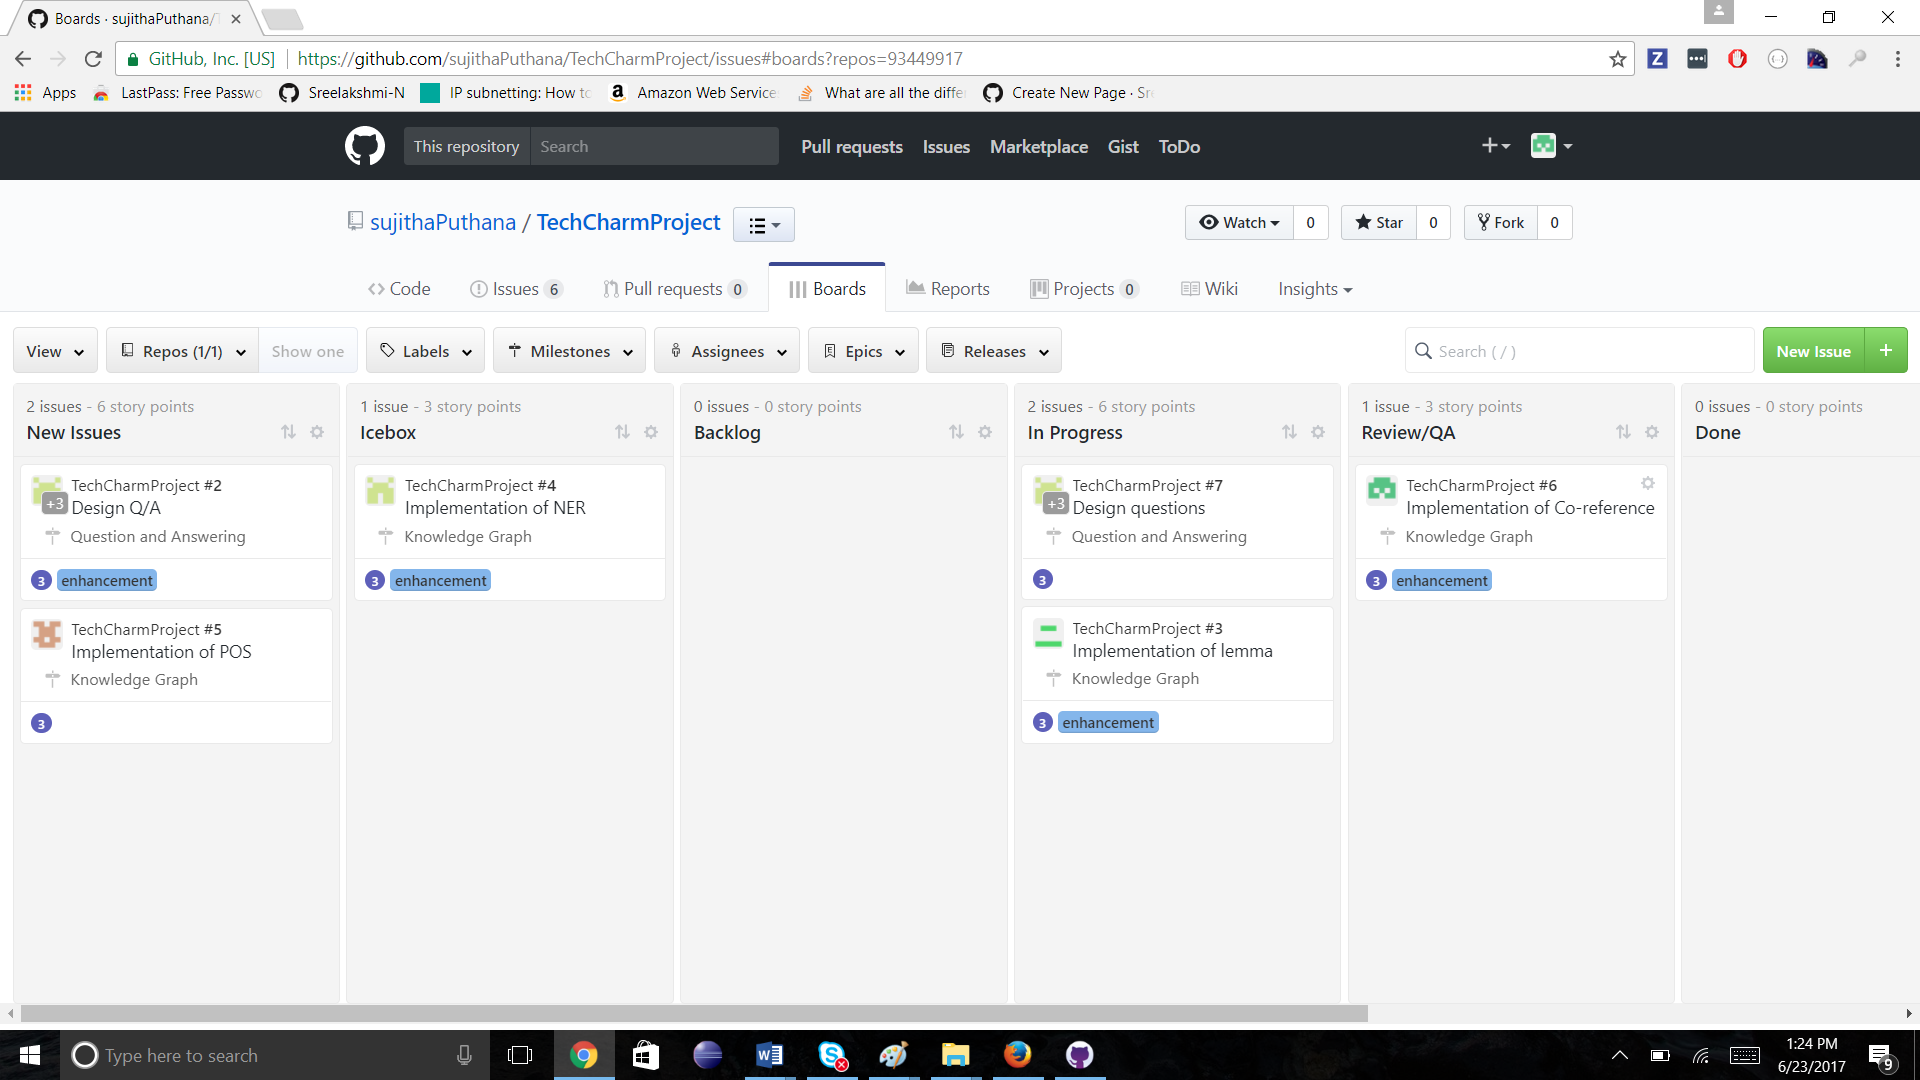 Boards · sujithaPuthana/T
GitHub, Inc. [US] https://github.com/sujithaPuthana/TechCharmProject/issues#boards?repos=93449917
Apps LastPass: Free Passwo Sreelakshmi-N IP subnetting: How to Amazon Web Service What are all the differ Create New Page · Sre
This repository Search Pull requests Issues Marketplace Gist ToDo
sujithaPuthana / TechCharmProject Watch 0 Star 0 Fork 0
Code Issues 6 Pull requests 0 Boards Reports Projects 0 Wiki Insights
View Repos (1/1) Show one Labels Milestones Assignees Epics Releases Search ( / ) New Issue +
2 issues - 6 story points
New Issues
TechCharmProject #2
+3 Design Q/A
Question and Answering
3 enhancement
TechCharmProject #5
Implementation of POS
Knowledge Graph
3
1 issue - 3 story points
Icebox
TechCharmProject #4
Implementation of NER
Knowledge Graph
3 enhancement
0 issues - 0 story points
Backlog
2 issues - 6 story points
In Progress
TechCharmProject #7
+3 Design questions
Question and Answering
3
TechCharmProject #3
Implementation of lemma
Knowledge Graph
3 enhancement
1 issue - 3 story points
Review/QA
TechCharmProject #6
Implementation of Co-reference
Knowledge Graph
3 enhancement
0 issues - 0 story points
Done
Type here to search
1:24 PM
6/23/2017
9